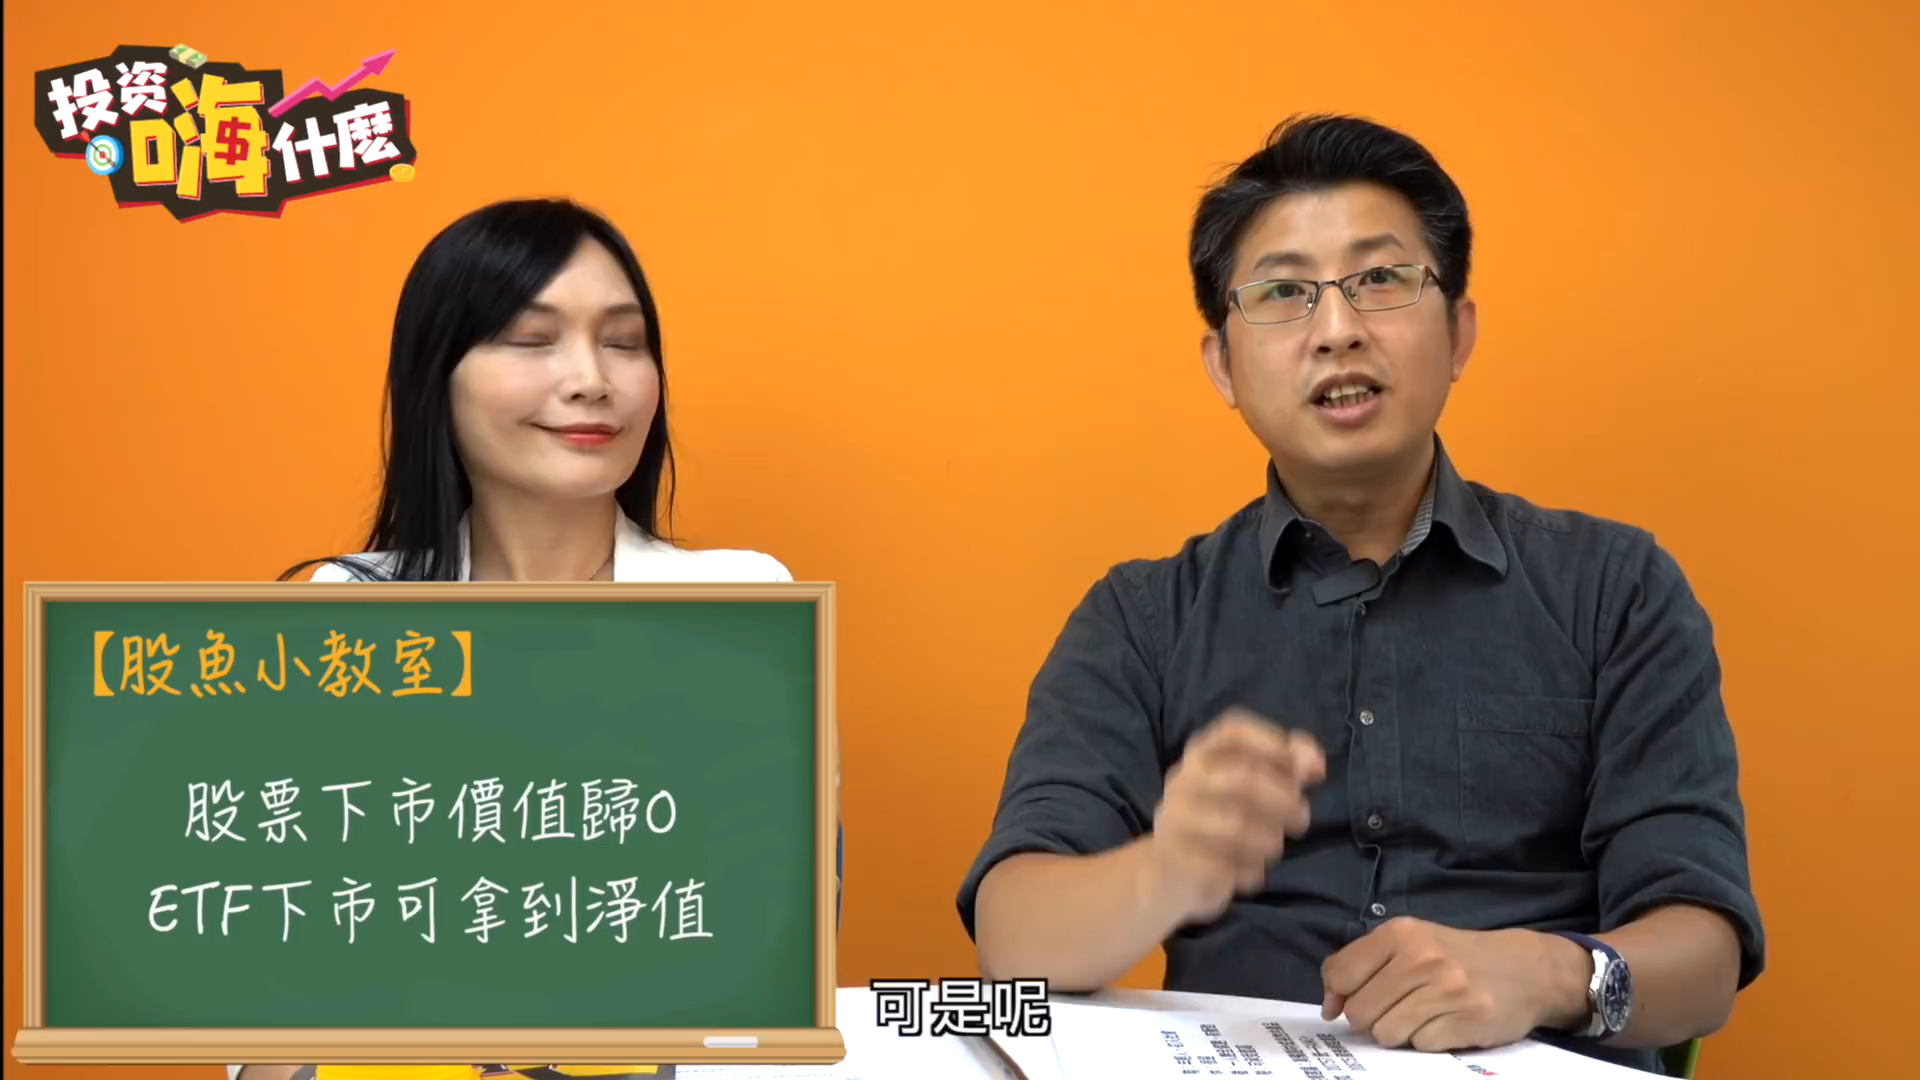 投资
嗨
什麼
【股魚小教室】
股票下市價值歸0
ETF下市可拿到淨值
可是呢